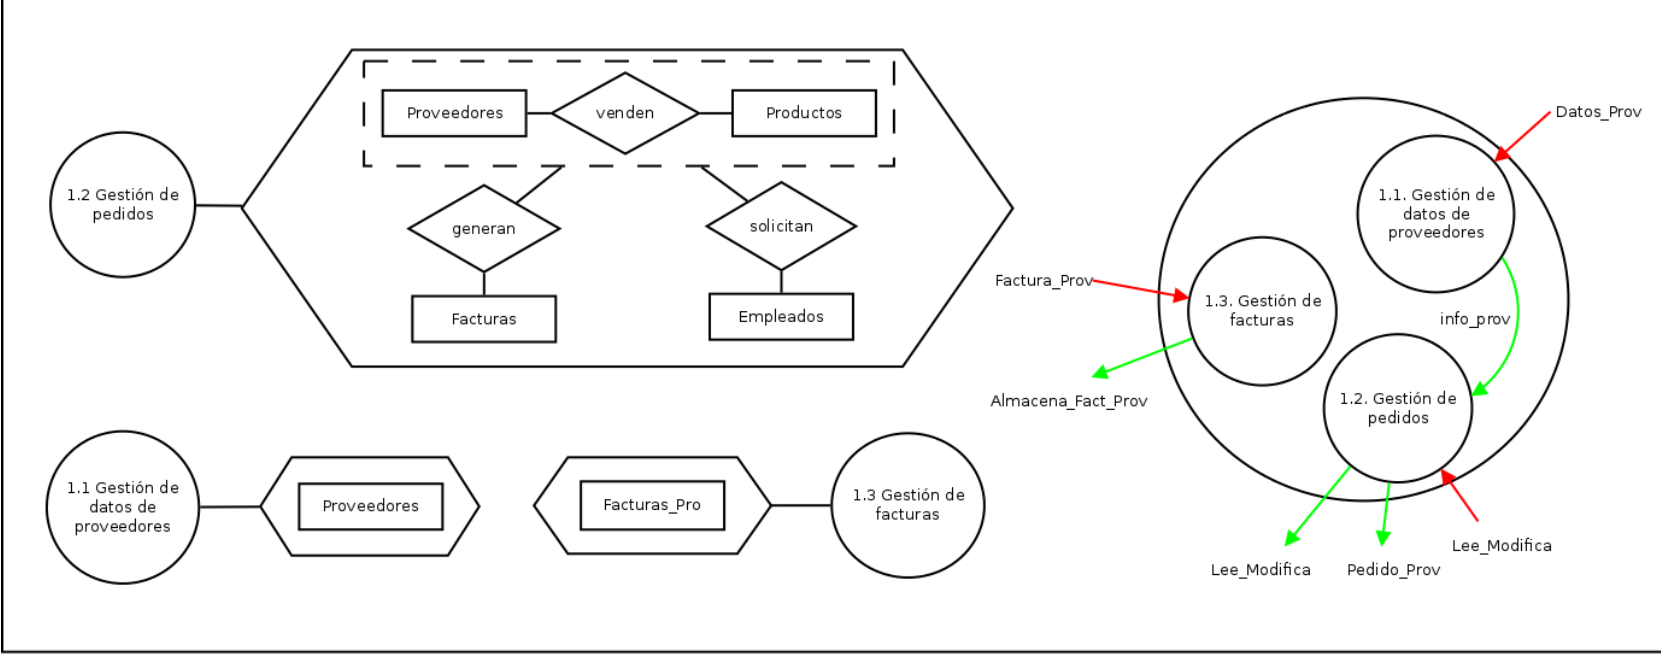 Proveedores
venden
Productos
1.2 Gestión de
pedidos
generan
solicitan
Facturas
Empleados
1.1 Gestión de
datos de
proveedores
Proveedores
Facturas_Pro
1.3 Gestión de
facturas
Datos_Prov
1.1. Gestión de
datos de
proveedores
Factura_Prov
1.3. Gestión de
facturas
info_prov
Almacena_Fact_Prov
1.2. Gestión de
pedidos
Lee_Modifica
Lee_Modifica
Pedido_Prov